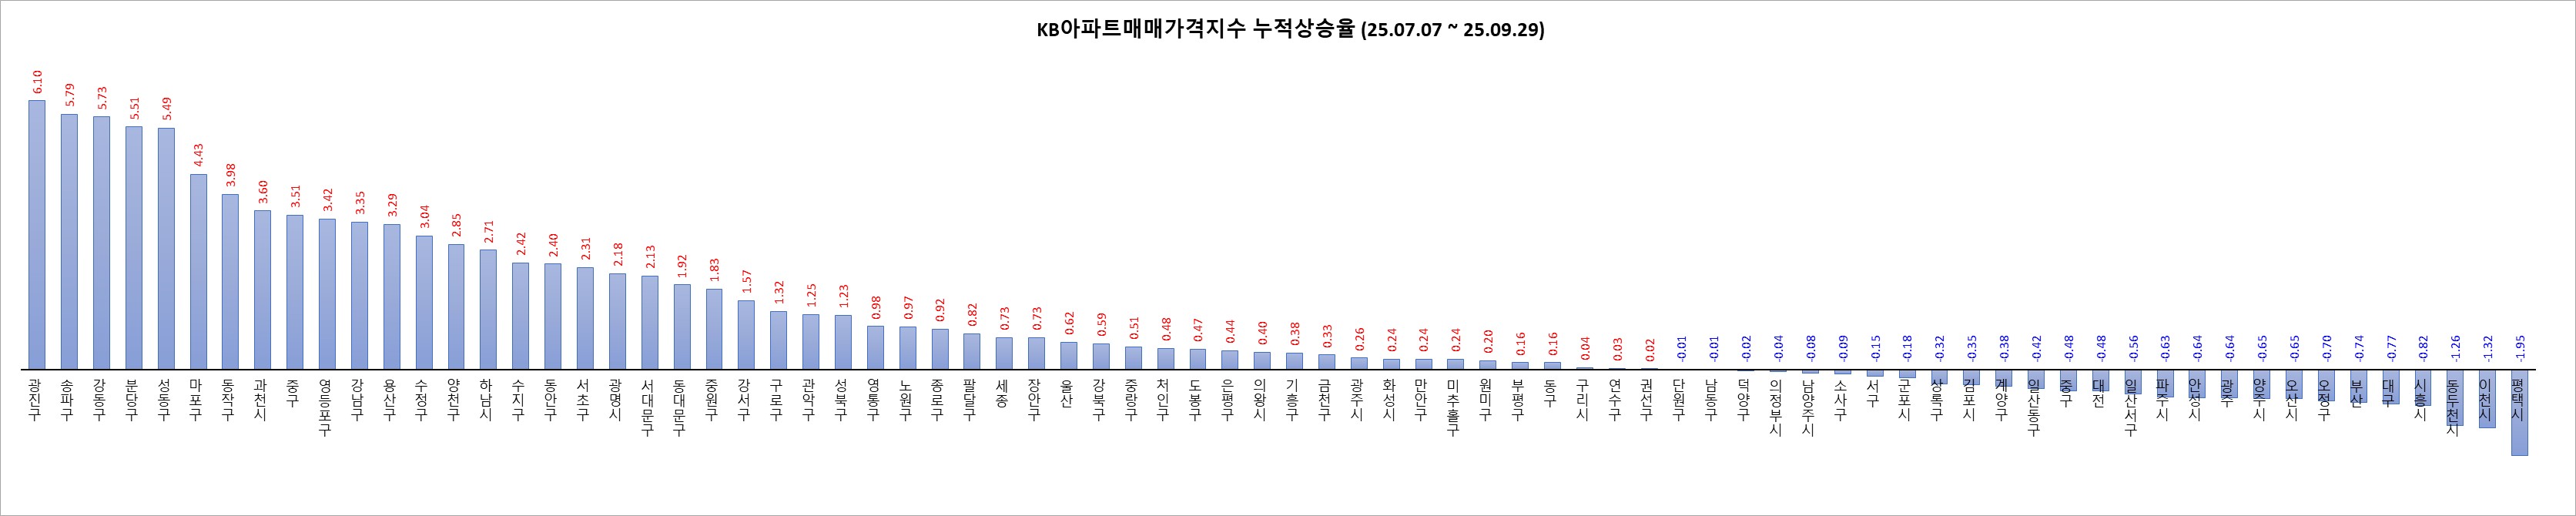 KB아파트매매가격지수 누적상승율 (25.07.07 ~ 25.09.29)
6.10 5.79 5.73 5.51 5.49 4.43 3.98 3.60 3.51 3.42 3.35 3.29 3.04 2.85 2.71 2.42 2.40 2.31 2.18 2.13 1.92 1.83 1.57 1.32 1.25 1.23 0.98 0.97 0.92 0.82 0.73 0.73 0.62 0.59 0.51 0.48 0.47 0.44 0.40 0.38 0.33 0.26 0.24 0.24 0.24 0.20 0.16 0.16 0.04 0.03 0.02 -0.01 -0.01 -0.02 -0.04 -0.08 -0.09 -0.15 -0.18 -0.32 -0.35 -0.38 -0.42 -0.48 -0.48 -0.56 -0.63 -0.64 -0.64 -0.65 -0.65 -0.70 -0.74 -0.77 -0.82 -1.26 -1.32 -1.95
광진구 송파구 강동구 분당구 성동구 마포구 동작구 과천시 중구 영등포구 강남구 용산구 수정구 양천구 하남시 수지구 동안구 서초구 광명시 서대문구 동대문구 중원구 강서구 구로구 관악구 성북구 영통구 노원구 종로구 팔달구 세종 장안구 울산 강북구 중랑구 처인구 도봉구 은평구 의왕시 기흥구 금천구 광주시 화성시 만안구 미추홀구 원미구 부평구 동구 구리시 연수구 권선구 단원구 남동구 덕양구 의정부시 남양주시 소사구 서구 군포시 상록구 김포시 계양구 일산동구 중구 대전 일산서구 파주시 안성시 광주 양주시 오산시 오정구 부산 대구 시흥시 동두천시 이천시 평택시